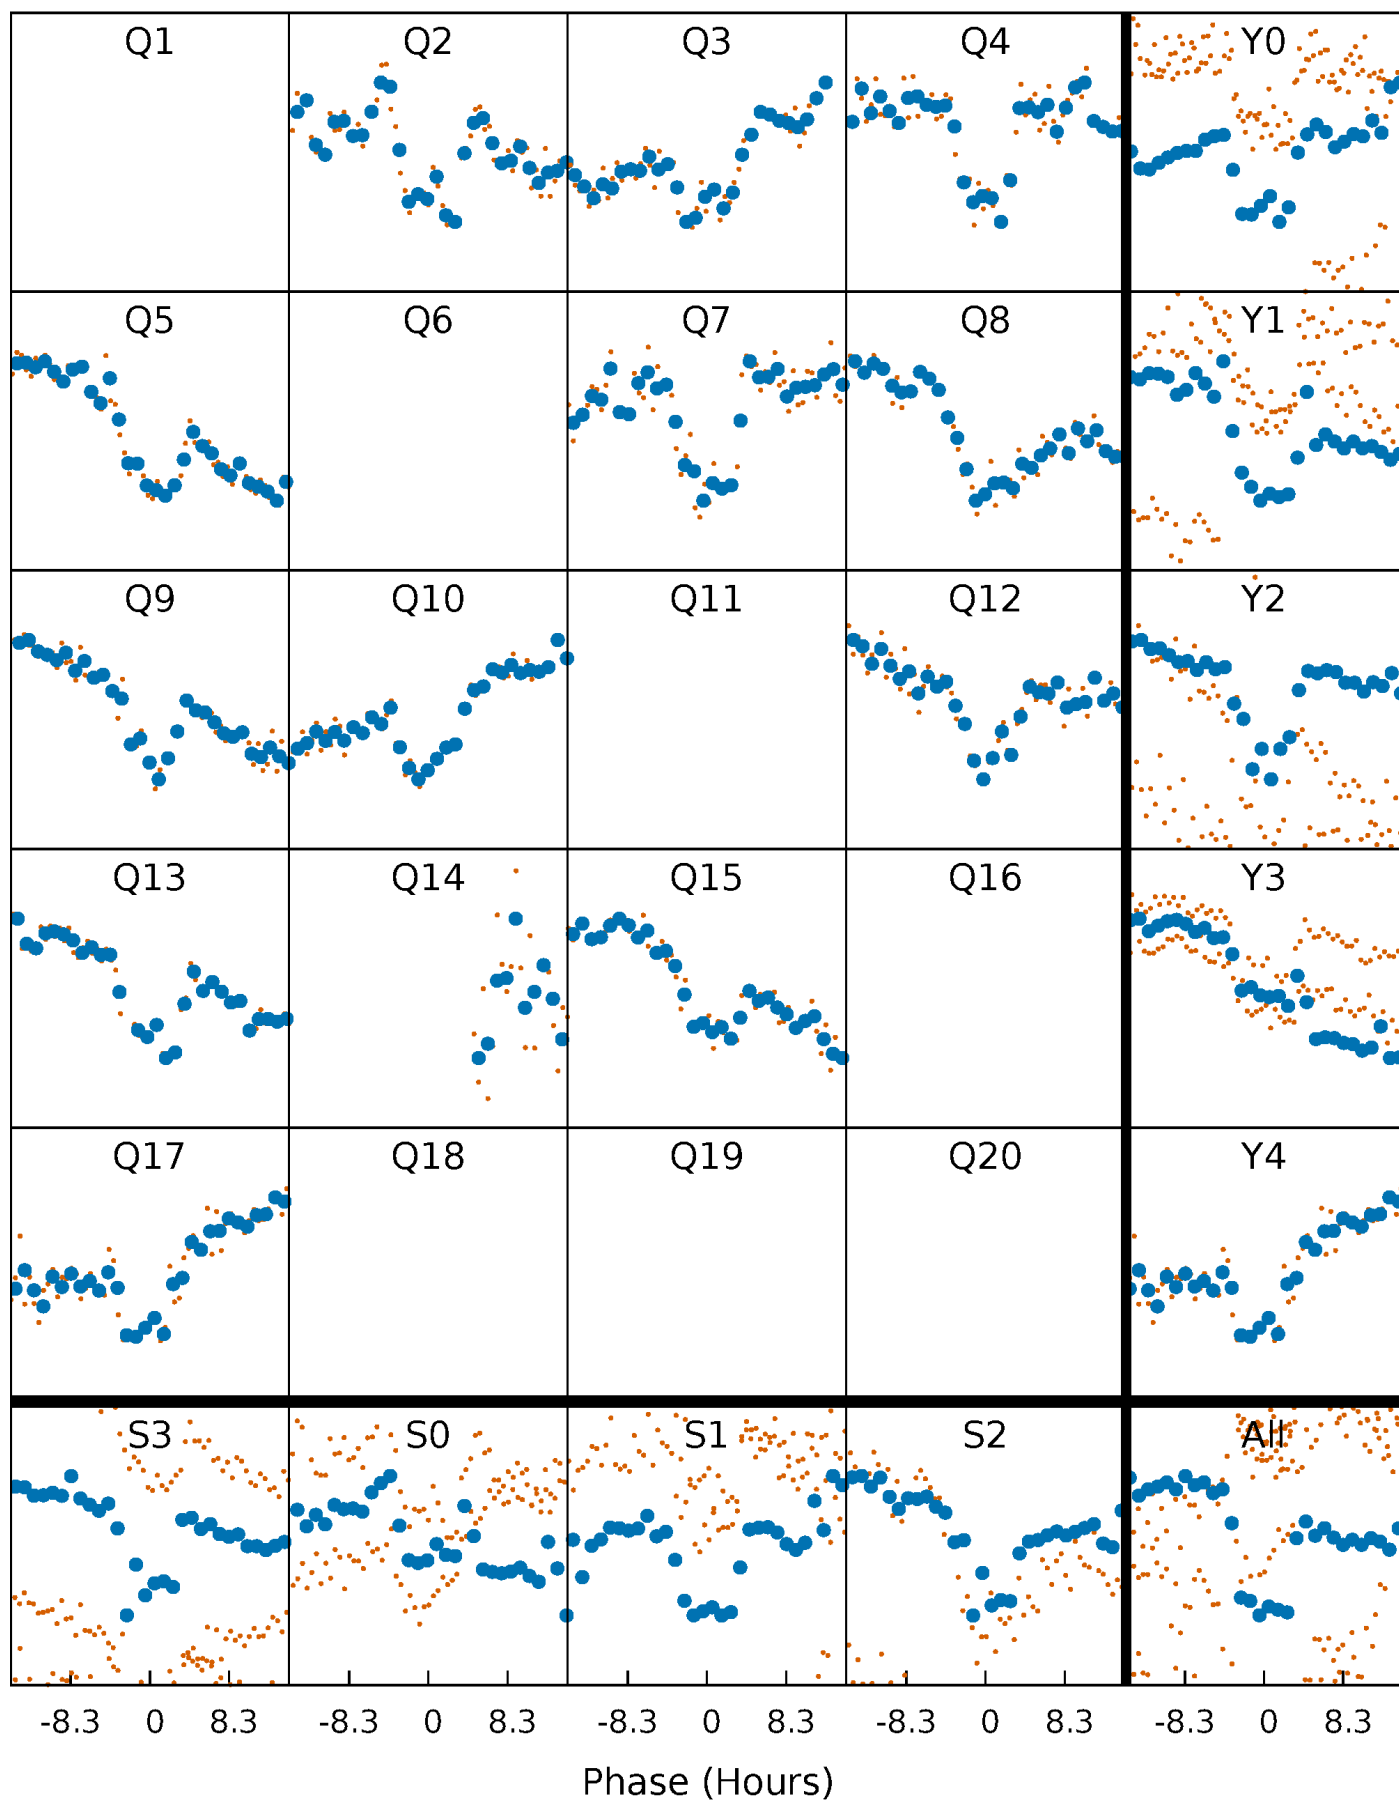 Q1 Q2 Q3 Q4 Y0
Q5 Q6 Q7 Q8 Y1
Q9 Q10 Q11 Q12 Y2
Q13 Q14 Q15 Q16 Y3
Q17 Q18 Q19 Q20 Y4
S3 S0 S1 S2 All
-8.3 0 8.3 -8.3 0 8.3 -8.3 0 8.3 -8.3 0 8.3 -8.3 0 8.3
Phase (Hours)